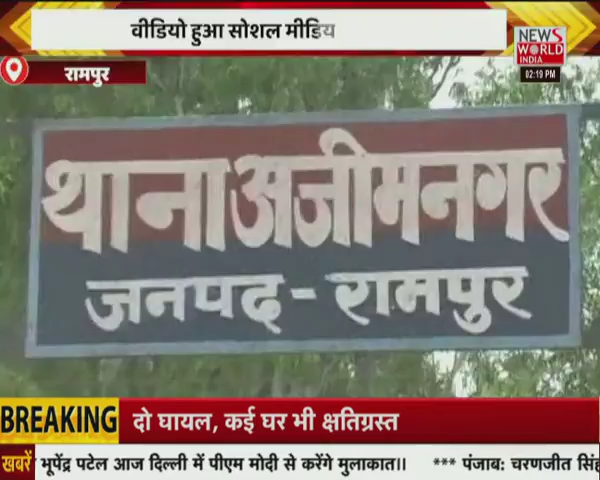 वीडियो हुआ सोशल मीडिय
NEWS
WORLD
INDIA
रामपुर
02:19 PM
थाना अजीमनगर
जनपद - रामपुर
BREAKING
दो घायल, कई घर भी क्षतिग्रस्त
खबरें
भूपेंद्र पटेल आज दिल्ली में पीएम मोदी से करेंगे मुलाकात।। *** पंजाब: चरणजीत सिंह